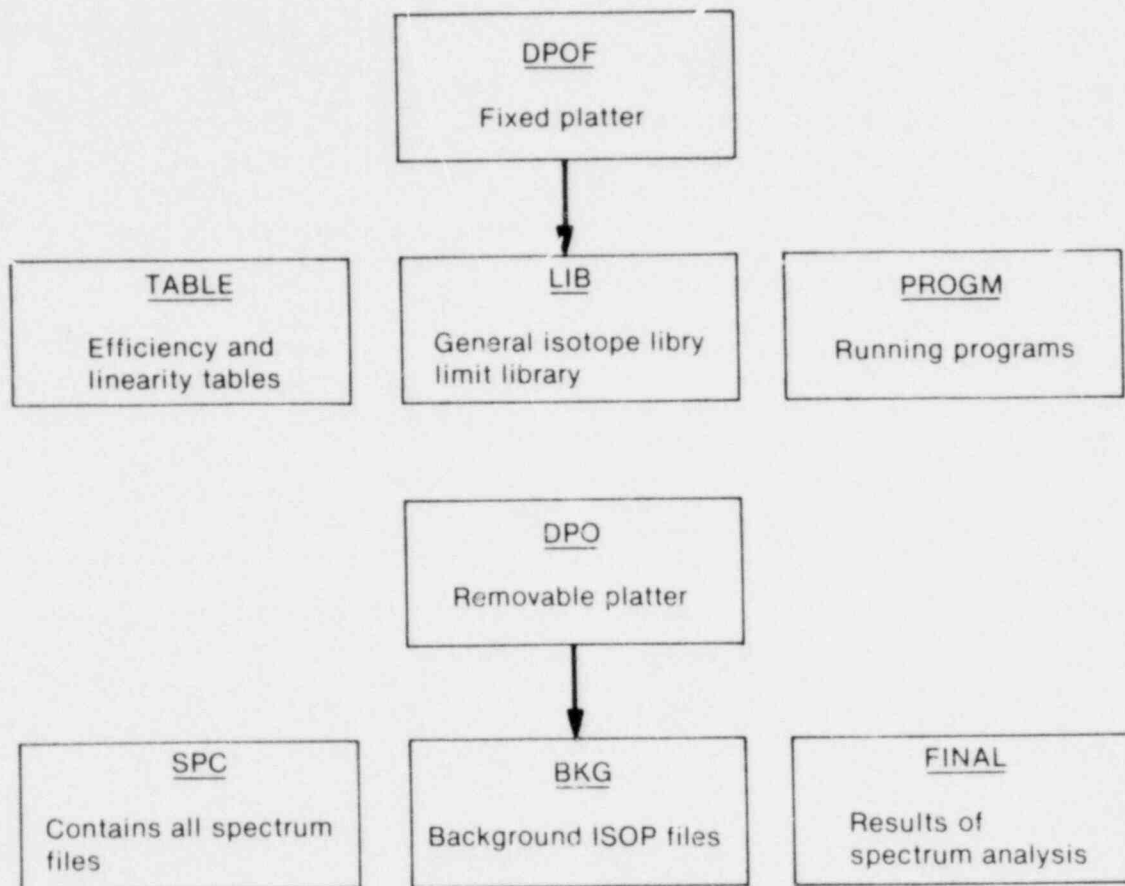 DPOF
Fixed platter
TABLE
Efficiency and
linearity tables
LIB
General isotope libry
limit library
PROGM
Running programs
DPO
Removable platter
SPC
Contains all spectrum
files
BKG
Background ISOP files
FINAL
Results of
spectrum analysis